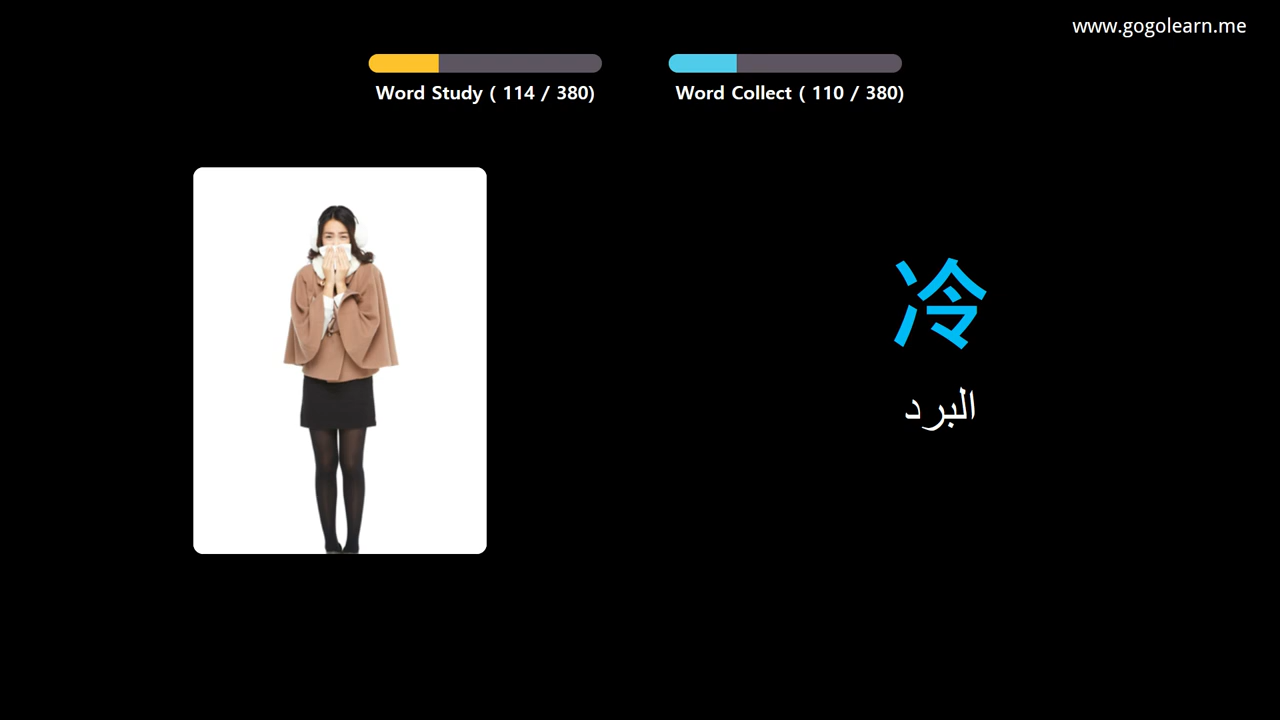 www.gogolearn.me
Word Study ( 114 / 380)
Word Collect ( 110 / 380)
冷
البرد